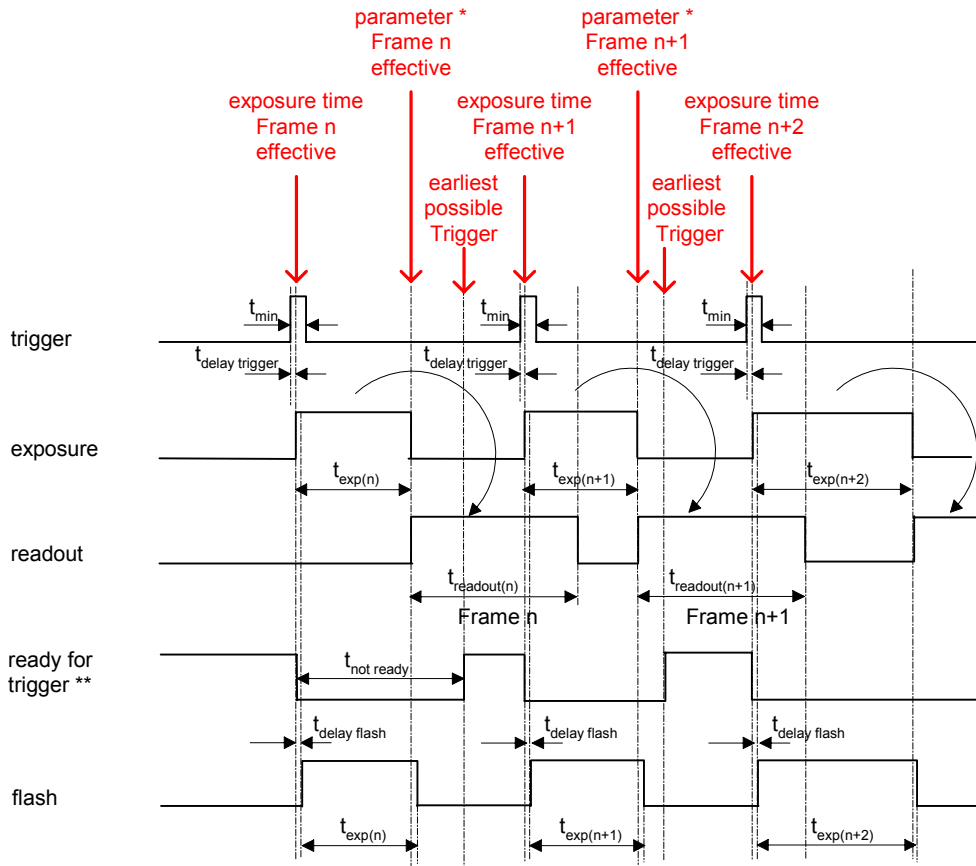 parameter *
Frame n
effective
parameter *
Frame n+1
effective
exposure time
Frame n
effective
exposure time
Frame n+1
effective
exposure time
Frame n+2
effective
earliest
possible
Trigger
earliest
possible
Trigger
trigger
tmin
tmin
tmin
tdelay trigger
tdelay trigger
tdelay trigger
exposure
texp(n)
texp(n+1)
texp(n+2)
readout
treadout(n)
treadout(n+1)
Frame n
Frame n+1
ready for
trigger **
tnot ready
tdelay flash
tdelay flash
tdelay flash
flash
texp(n)
texp(n+1)
texp(n+2)